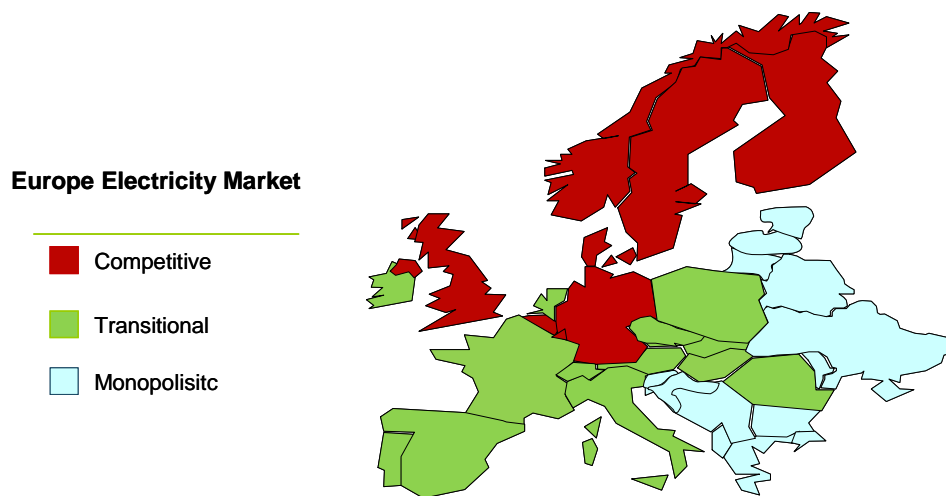 Europe Electricity Market
Competitive
Transitional
Monopolisitc